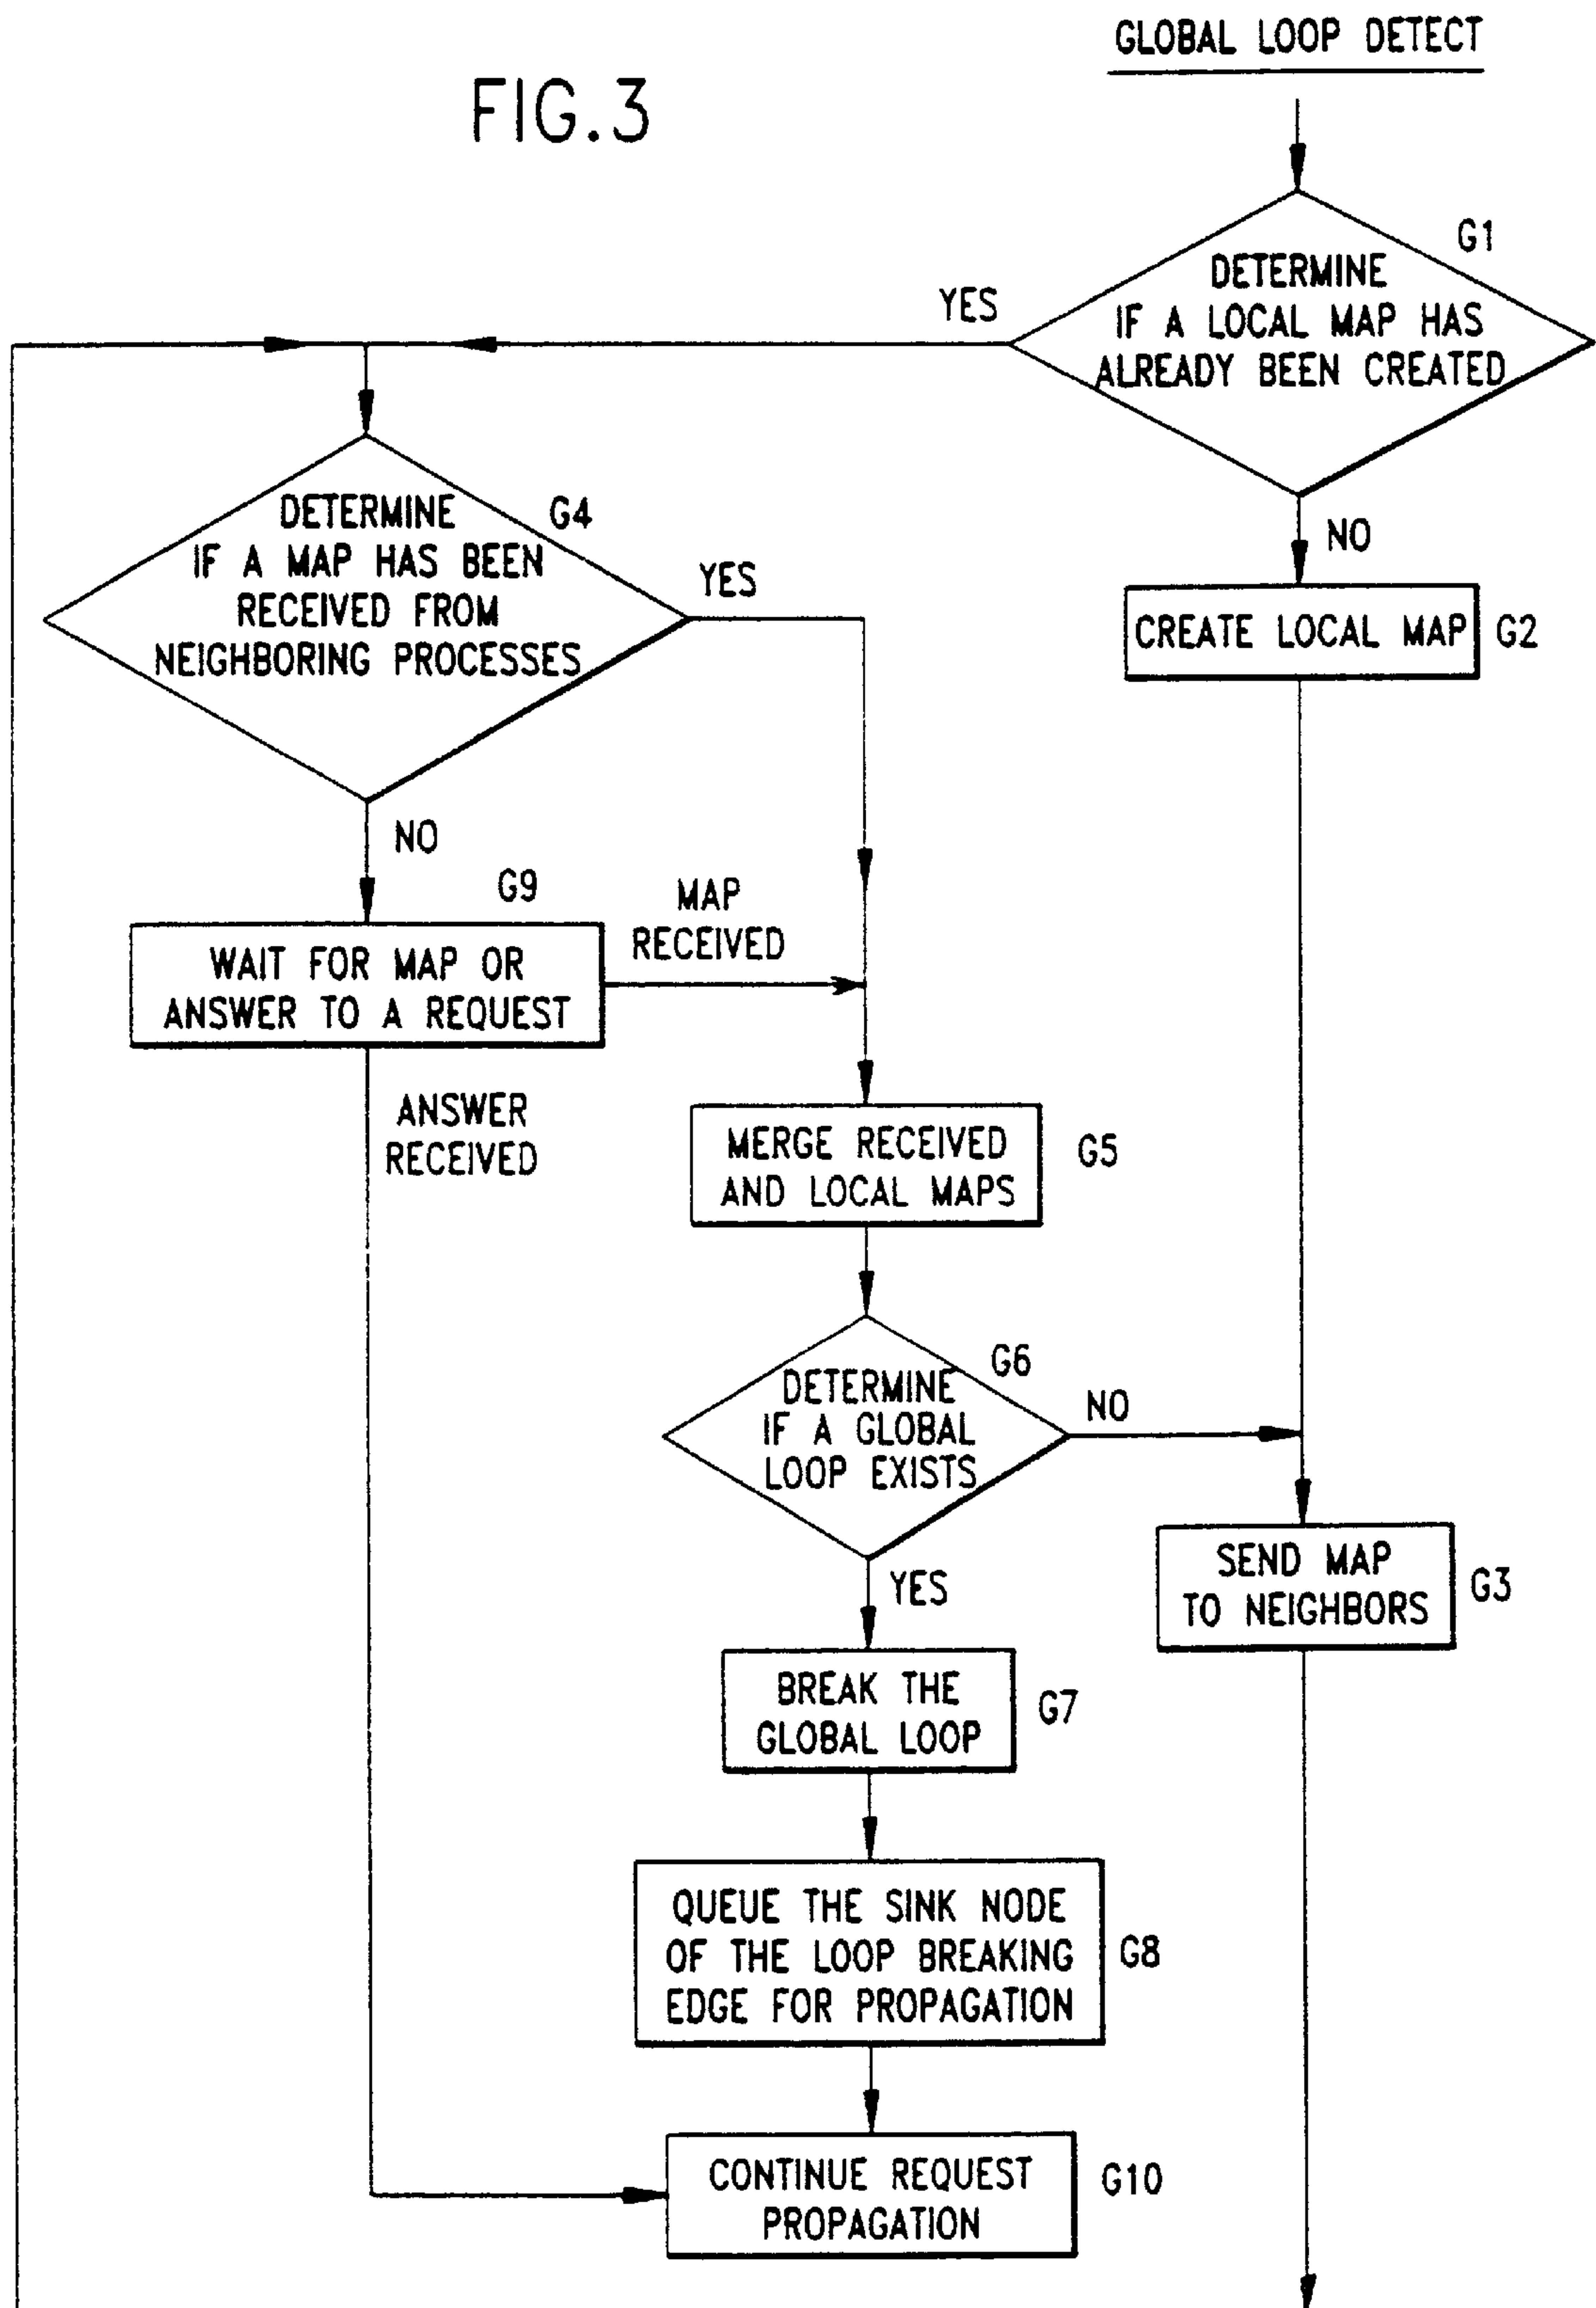 GLOBAL LOOP DETECT
FIG.3
G1
DETERMINE
IF A LOCAL MAP HAS
ALREADY BEEN CREATED
YES
NO
CREATE LOCAL MAP
G2
DETERMINE
IF A MAP HAS BEEN
RECEIVED FROM
NEIGHBORING PROCESSES
G4
YES
NO
G9
WAIT FOR MAP OR
ANSWER TO A REQUEST
MAP
RECEIVED
ANSWER
RECEIVED
MERGE RECEIVED
AND LOCAL MAPS
G5
G6
DETERMINE
IF A GLOBAL
LOOP EXISTS
NO
YES
SEND MAP
TO NEIGHBORS
G3
BREAK THE
GLOBAL LOOP
G7
QUEUE THE SINK NODE
OF THE LOOP BREAKING
EDGE FOR PROPAGATION
G8
CONTINUE REQUEST
PROPAGATION
G10